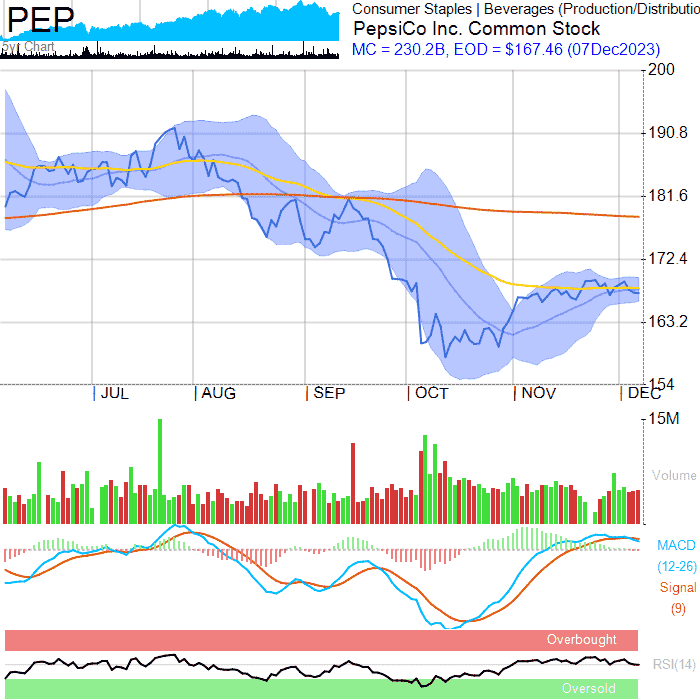 PEP
5yr Chart
Consumer Staples | Beverages (Production/Distributio
PepsiCo Inc. Common Stock
MC = 230.2B, EOD = $167.46 (07Dec2023)
200
190.8
181.6
172.4
163.2
154
JUL AUG SEP OCT NOV DEC
15M
Volume
MACD
(12-26)
Signal
(9)
Overbought
RSI(14)
Oversold